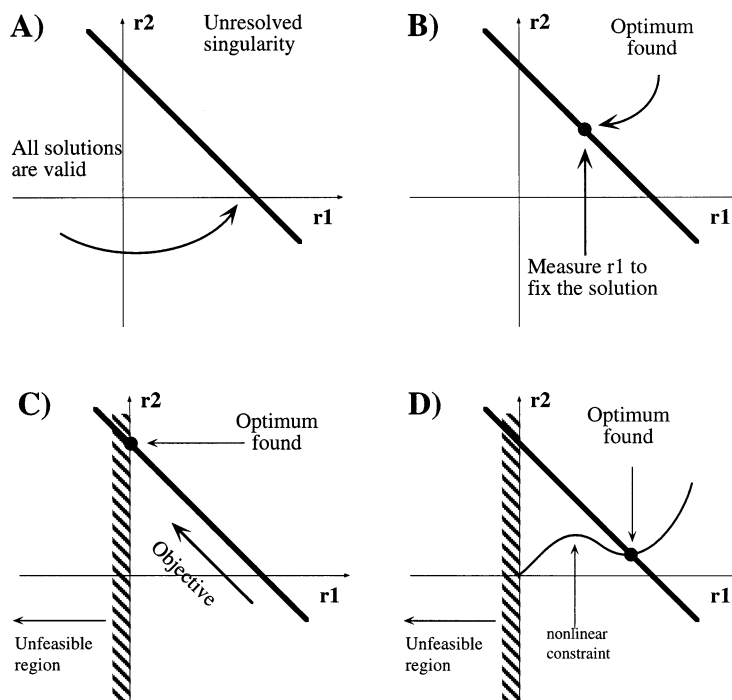 A)
r2
Unresolved
singularity
All solutions
are valid
r1
B)
r2
Optimum
found
r1
Measure r1 to
fix the solution
C)
r2
Optimum
found
Objective
r1
Unfeasible
region
D)
r2
Optimum
found
r1
Unfeasible
region
nonlinear
constraint